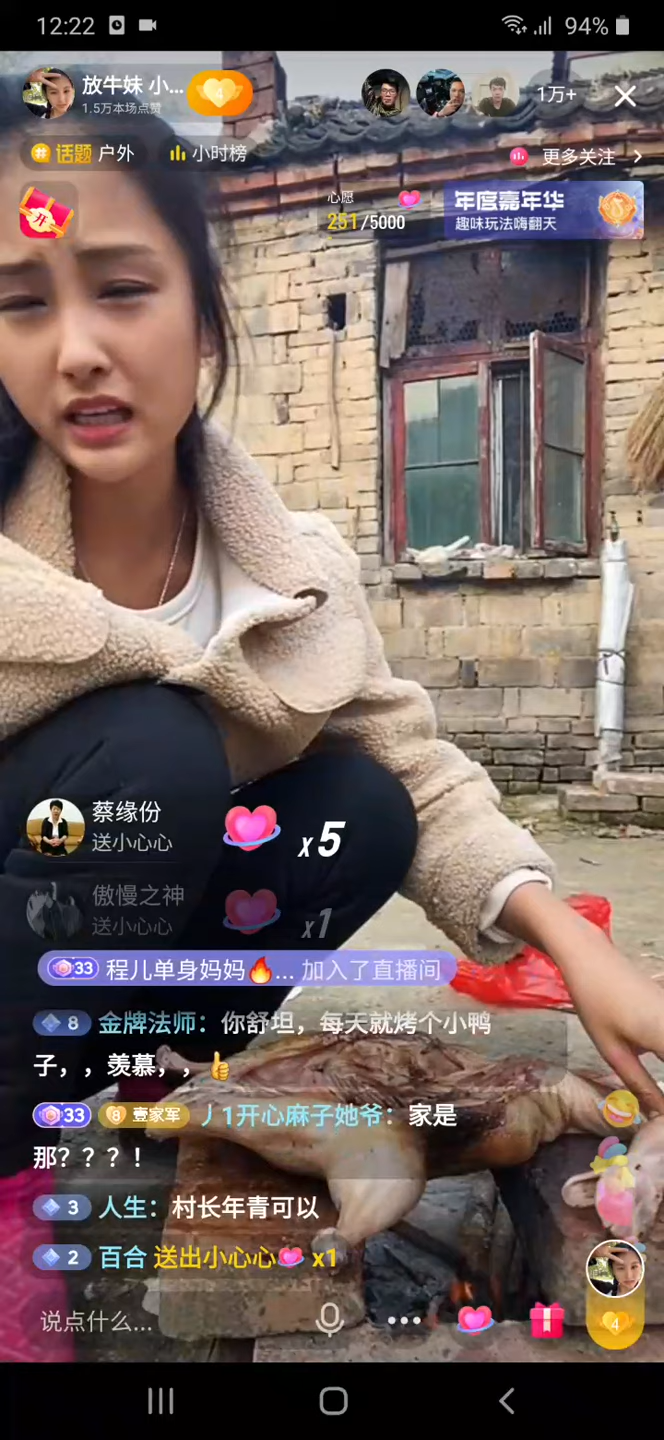 12:22
94%
放牛妹 小...
1.5万本场点赞
4
1万+
话题 户外
小时榜
更多关注
开
心愿
251/5000
年度嘉年华
趣味玩法嗨翻天
蔡缘份
送小心心
x5
傲慢之神
送小心心
x1
33 程儿单身妈妈🔥... 加入了直播间
8 金牌法师：你舒坦，每天就烤个小鸭
子，，羡慕，，👍
33 8 壹家军 丿1开心麻子她爷：家是
那？？？！
3 人生：村长年青可以
2 百合 送出小心心 x1
说点什么...
4